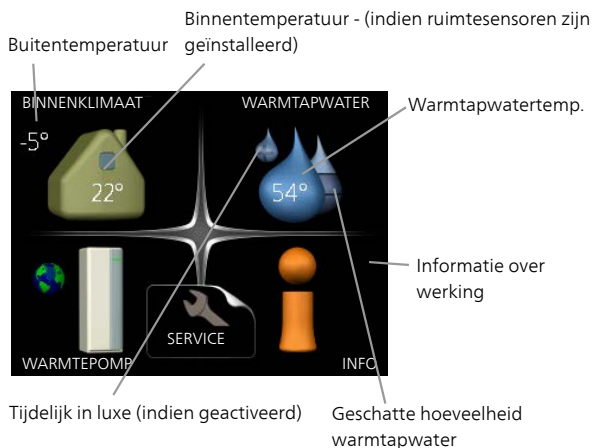 Binnentemperatuur - (indien ruimtesensoren zijn
geïnstalleerd)
Buitentemperatuur
BINNENKLIMAAT
WARMTAPWATER
Warmtapwatertemp.
-5°
22°
54°
Informatie over
werking
SERVICE
WARMTEPOMP
INFO
Tijdelijk in luxe (indien geactiveerd)
Geschatte hoeveelheid
warmtapwater